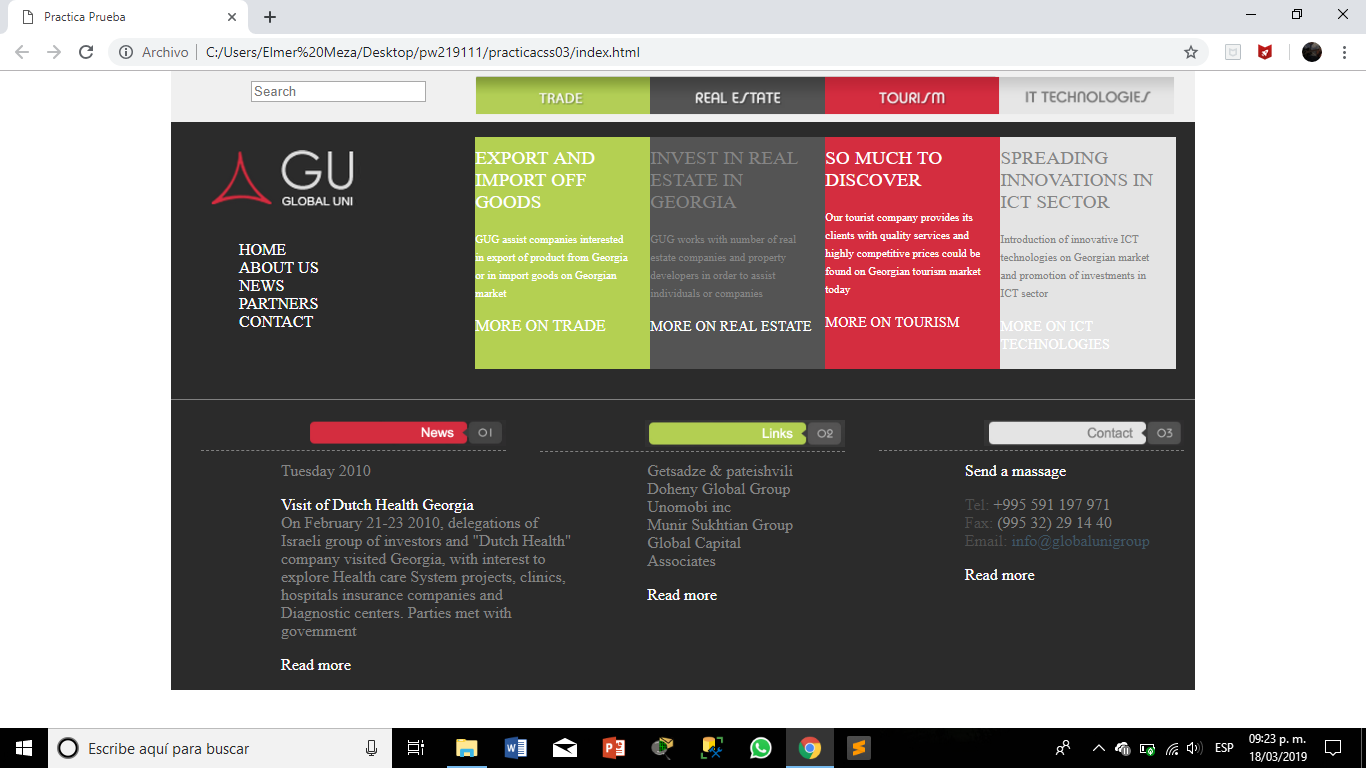 Practica Prueba
Archivo
C:/Users/Elmer%20Meza/Desktop/pw219111/practicacss03/index.html
Search
TRADE
REAL ESTATE
TOURISM
IT TECHNOLOGIES
GU
GLOBAL UNI
HOME
ABOUT US
NEWS
PARTNERS
CONTACT
EXPORT AND
IMPORT OFF
GOODS
GUG assist companies interested
in export of product from Georgia
or in import goods on Georgian
market
MORE ON TRADE
INVEST IN REAL
ESTATE IN
GEORGIA
GUG works with number of real
estate companies and property
developers in order to assist
individuals or companies
MORE ON REAL ESTATE
SO MUCH TO
DISCOVER
Our tourist company provides its
clients with quality services and
highly competitive prices could be
found on Georgian tourism market
today
MORE ON TOURISM
SPREADING
INNOVATIONS IN
ICT SECTOR
Introduction of innovative ICT
technologies on Georgian market
and promotion of investments in
ICT sector
MORE ON ICT
TECHNOLOGIES
News 01
Tuesday 2010
Visit of Dutch Health Georgia
On February 21-23 2010, delegations of
Israeli group of investors and "Dutch Health"
company visited Georgia, with interest to
explore Health care System projects, clinics,
hospitals insurance companies and
Diagnostic centers. Parties met with
govemment
Read more
Links 02
Getsadze & pateishvili
Doheny Global Group
Unomobi inc
Munir Sukhtian Group
Global Capital
Associates
Read more
Contact 03
Send a massage
Tel: +995 591 197 971
Fax: (995 32) 29 14 40
Email: info@globalunigroup
Read more
Escribe aquí para buscar
ESP
09:23 p. m.
18/03/2019